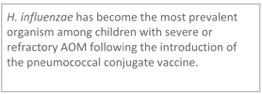 H. influenzae has become the most prevalent
organism among children with severe or
refractory AOM following the introduction of
the pneumococcal conjugate vaccine.